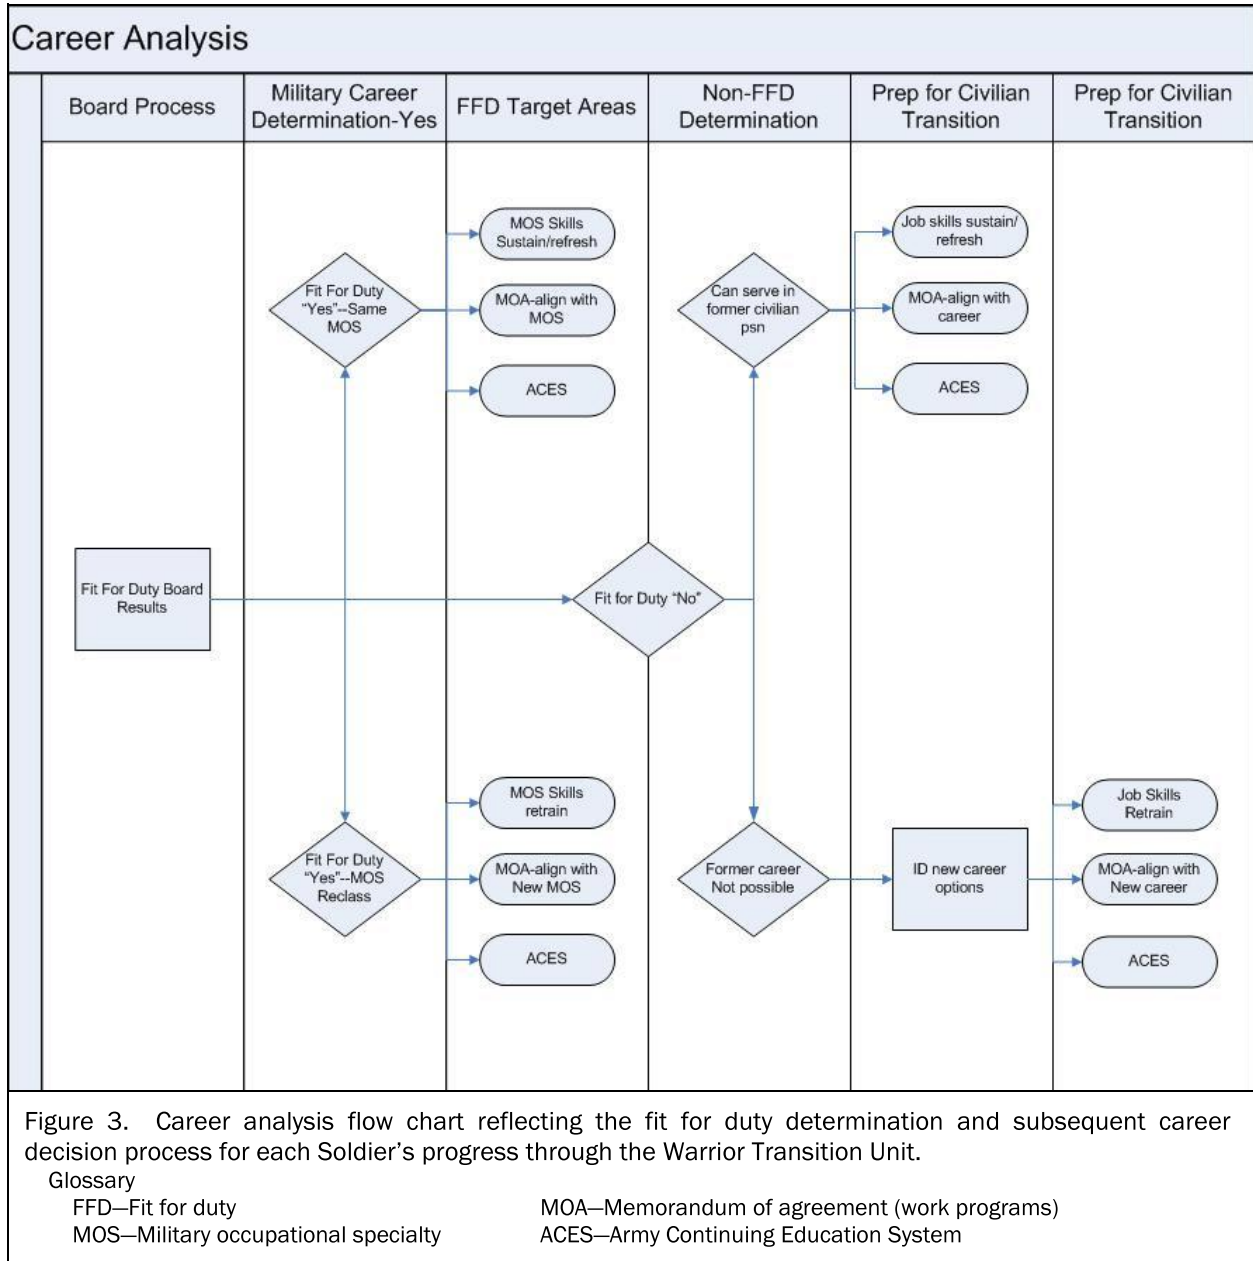 Career Analysis
Board Process
Military Career
Determination-Yes
FFD Target Areas
Non-FFD
Determination
Prep for Civilian
Transition
Prep for Civilian
Transition
MOS Skills
Sustain/refresh
Job skills sustain/
refresh
Fit For Duty
"Yes"--Same
MOS
MOA-align with
MOS
Can serve in
former civilian
psn
MOA-align with
career
ACES
ACES
Fit For Duty Board
Results
Fit for Duty "No"
MOS Skills
retrain
Job Skills
Retrain
Fit For Duty
"Yes"--MOS
Reclass
MOA-align with
New MOS
Former career
Not possible
ID new career
options
MOA-align with
New career
ACES
ACES
Figure 3. Career analysis flow chart reflecting the fit for duty determination and subsequent career
decision process for each Soldier’s progress through the Warrior Transition Unit.
Glossary
FFD—Fit for duty
MOA—Memorandum of agreement (work programs)
MOS—Military occupational specialty
ACES—Army Continuing Education System